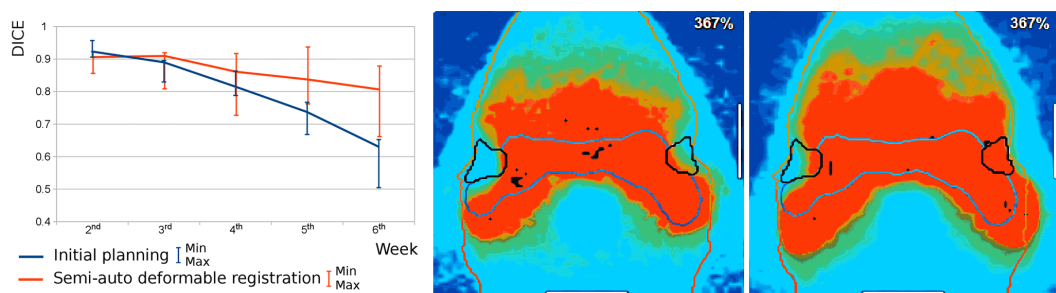 DICE
1
0.9
0.8
0.7
0.6
0.5
0.4
2nd 3rd 4th 5th 6th
Week
Initial planning Min
Max
Semi-auto deformable registration Min
Max
367%
367%